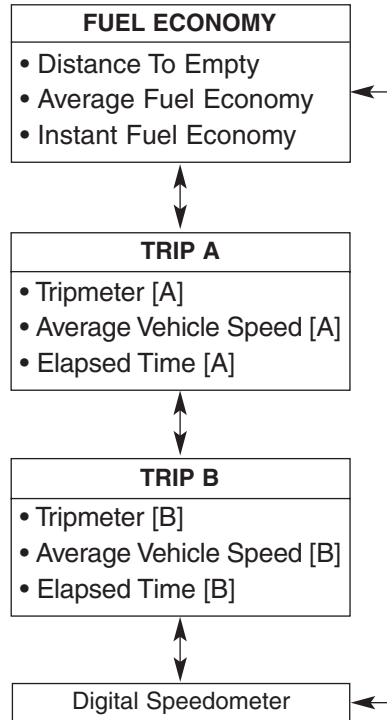 FUEL ECONOMY
• Distance To Empty
• Average Fuel Economy
• Instant Fuel Economy
TRIP A
• Tripmeter [A]
• Average Vehicle Speed [A]
• Elapsed Time [A]
TRIP B
• Tripmeter [B]
• Average Vehicle Speed [B]
• Elapsed Time [B]
Digital Speedometer